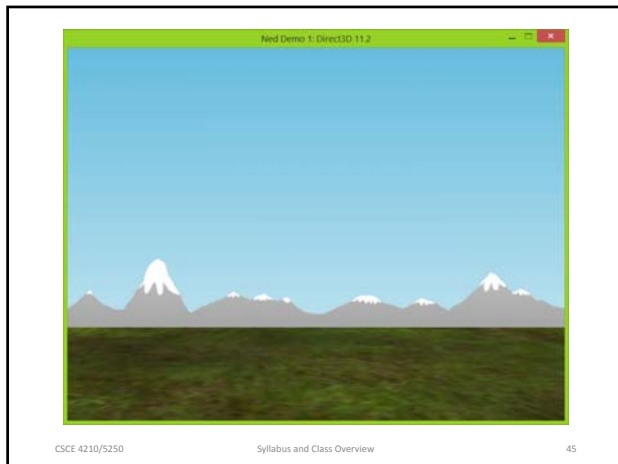 Ned Demo 1: Direct3D 11.2
CSCE 4210/5250 Syllabus and Class Overview 45